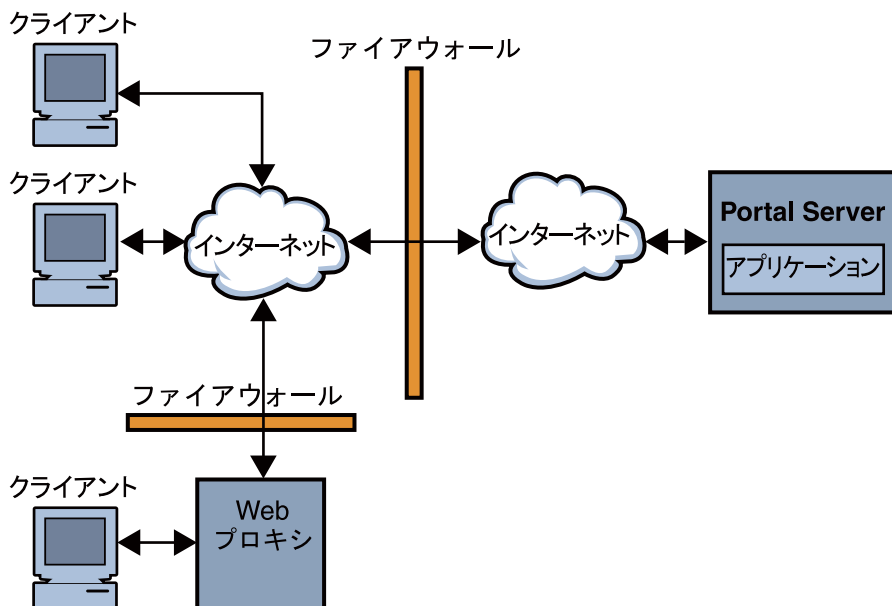 クライアント
ファイアウォール
クライアント
インターネット
インターネット
Portal Server
アプリケーション
ファイアウォール
クライアント
Web
プロキシ